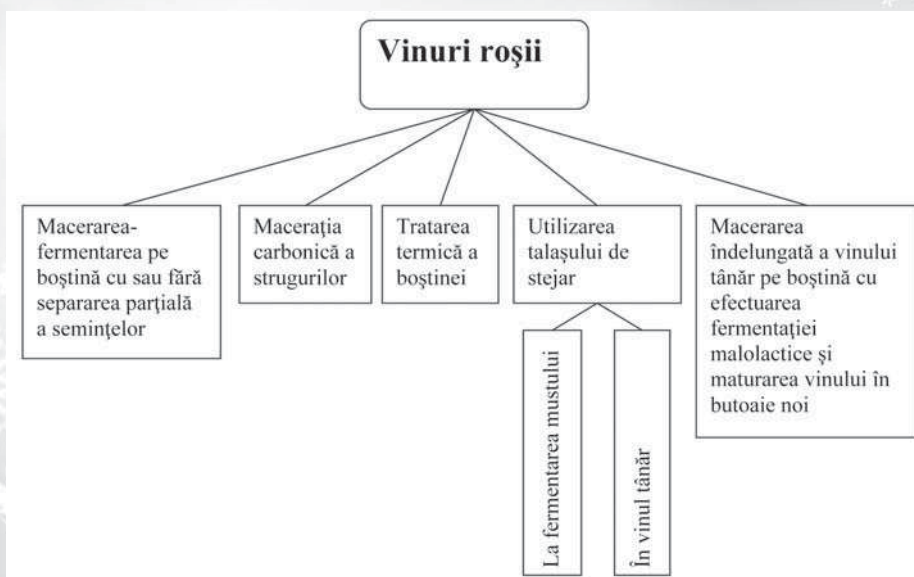 Vinuri roşii
Macerarea-
fermentarea pe
boştină cu sau fără
separarea parţială
a seminţelor
Maceraţia
carbonică a
strugurilor
Tratarea
termică a
boştinei
Utilizarea
talaşului de
stejar
Macerarea
îndelungată a vinului
tânăr pe boştină cu
efectuarea
fermentaţiei
malolactice şi
maturarea vinului în
butoaie noi
La fermentarea mustului
În vinul tânăr